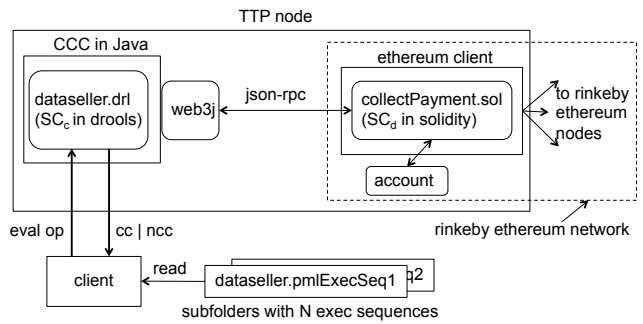 TTP node
CCC in Java
ethereum client
dataseller.drl
(SCc in drools)
web3j
json-rpc
collectPayment.sol
(SCd in solidity)
to rinkeby
ethereum
nodes
account
rinkeby ethereum network
eval op
cc | ncc
client
read
q2
dataseller.pmlExecSeq1
subfolders with N exec sequences